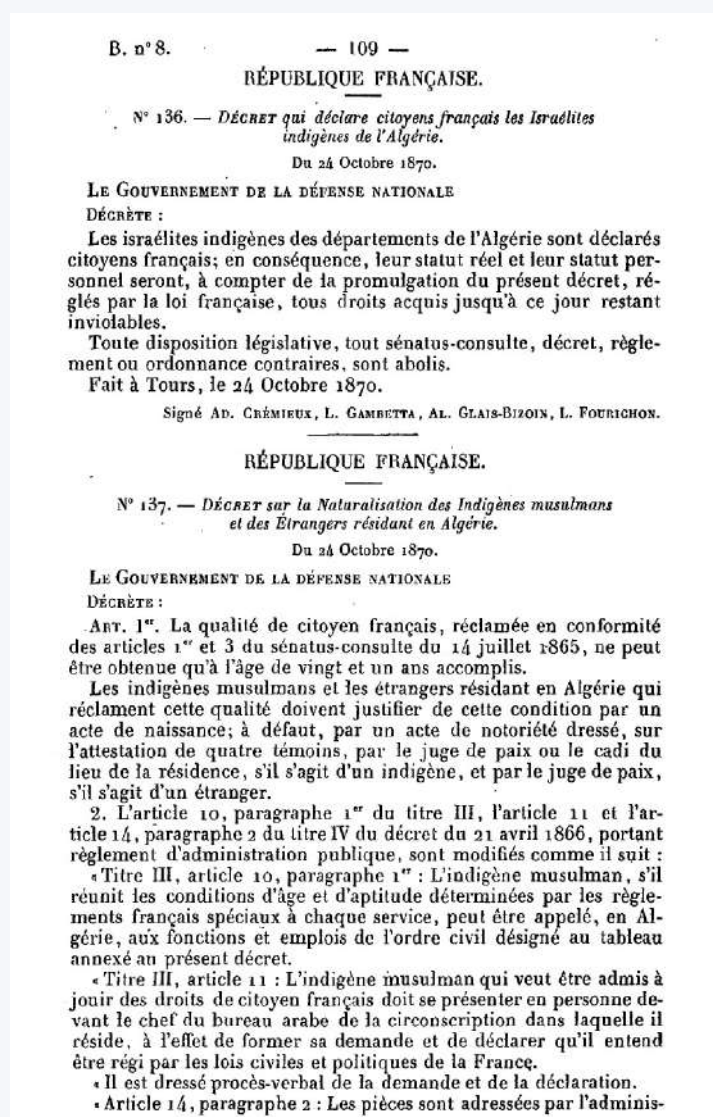 B. n° 8.
— 109 —
RÉPUBLIQUE FRANÇAISE.
N° 136. — DÉCRET qui déclare citoyens français les Israélites
indigènes de l'Algérie.
Du 24 Octobre 1870.
LE GOUVERNEMENT DE LA DÉFENSE NATIONALE
DÉCRÈTE :
Les israélites indigènes des départements de l'Algérie sont déclarés
citoyens français; en conséquence, leur statut réel et leur statut per-
sonnel seront, à compter de la promulgation du présent décret, ré-
glés par la loi française, tous droits acquis jusqu'à ce jour restant
inviolables.
Toute disposition législative, tout sénatus-consulte, décret, règle-
ment ou ordonnance contraires, sont abolis.
Fait à Tours, le 24 Octobre 1870.
Signé AD. CRÉMIEUX, L. GAMBETTA, AL. GLAIS-BIZOIN, L. FOURICHON.
RÉPUBLIQUE FRANÇAISE.
N° 137. — DÉCRET sur la Naturalisation des Indigènes musulmans
et des Étrangers résidant en Algérie.
Du 24 Octobre 1870.
LE GOUVERNEMENT DE LA DÉFENSE NATIONALE
DÉCRÈTE :
ART. 1er. La qualité de citoyen français, réclamée en conformité
des articles 1er et 3 du sénatus-consulte du 14 juillet 1865, ne peut
être obtenue qu'à l'âge de vingt et un ans accomplis.
Les indigènes musulmans et les étrangers résidant en Algérie qui
réclament cette qualité doivent justifier de cette condition par un
acte de naissance; à défaut, par un acte de notoriété dressé, sur
l'attestation de quatre témoins, par le juge de paix ou le cadi du
lieu de la résidence, s'il s'agit d'un indigène, et par le juge de paix,
s'il s'agit d'un étranger.
2. L'article 10, paragraphe 1er du titre III, l'article 11 et l'ar-
ticle 14, paragraphe 2 du titre IV du décret du 21 avril 1866, portant
règlement d'administration publique, sont modifiés comme il suit :
«Titre III, article 10, paragraphe 1er : L'indigène musulman, s'il
réunit les conditions d'âge et d'aptitude déterminées par les règle-
ments français spéciaux à chaque service, peut être appelé, en Al-
gérie, aux fonctions et emplois de l'ordre civil désigné au tableau
annexé au présent décret.
«Titre III, article 11 : L'indigène musulman qui veut être admis à
jouir des droits de citoyen français doit se présenter en personne de-
vant le chef du bureau arabe de la circonscription dans laquelle il
réside, à l'effet de former sa demande et de déclarer qu'il entend
être régi par les lois civiles et politiques de la France.
«Il est dressé procès-verbal de la demande et de la déclaration.
«Article 14, paragraphe 2 : Les pièces sont adressées par l'adminis-